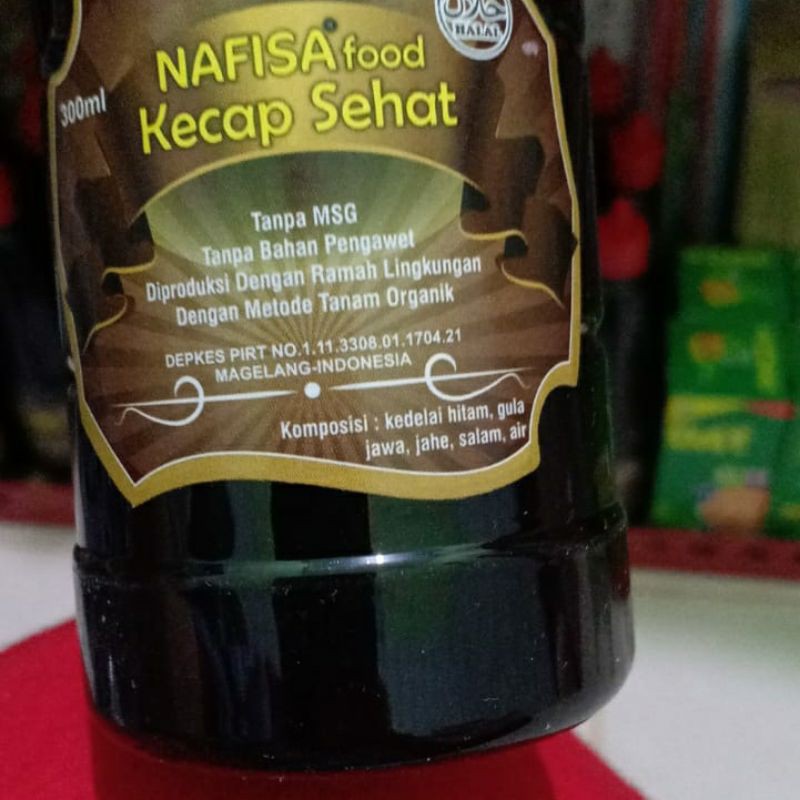 حلال
HALAL
NAFISA food
300ml
Kecap Sehat
Tanpa MSG
Tanpa Bahan Pengawet
Diproduksi Dengan Ramah Lingkungan
Dengan Metode Tanam Organik
DEPKES PIRT NO.1.11.3308.01.1704.21
MAGELANG-INDONESIA
Komposisi : kedelai hitam, gula
jawa, jahe, salam, air